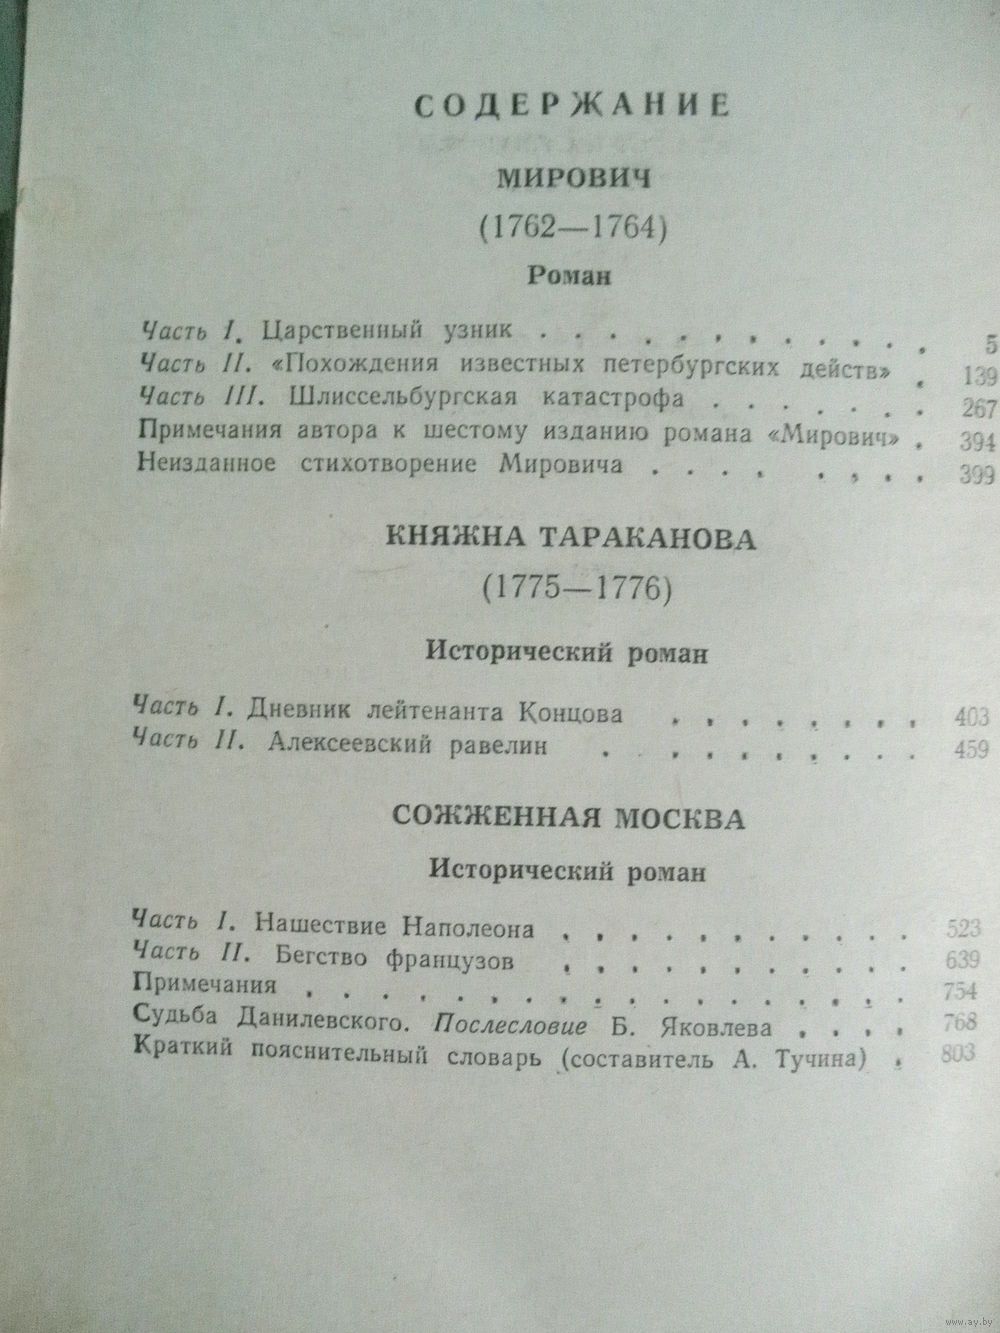 СОДЕРЖАНИЕ
МИРОВИЧ
(1762—1764)
Роман
Часть I. Царственный узник . . . . . . . . . . . . 5
Часть II. «Похождения известных петербургских действ» . 139
Часть III. Шлиссельбургская катастрофа . . . . . . . 267
Примечания автора к шестому изданию романа «Мирович» . 394
Неизданное стихотворение Мировича . . . . . . . . 399
КНЯЖНА ТАРАКАНОВА
(1775—1776)
Исторический роман
Часть I. Дневник лейтенанта Концова . . . . . . . . 403
Часть II. Алексеевский равелин . . . . . . . . . 459
СОЖЖЕННАЯ МОСКВА
Исторический роман
Часть I. Нашествие Наполеона . . . . . . . . . . . 523
Часть II. Бегство французов . . . . . . . . . . . 639
Примечания . . . . . . . . . . . . . . . . . 754
Судьба Данилевского. Послесловие Б. Яковлева . . . . 768
Краткий пояснительный словарь (составитель А. Тучина) . 803
www.ay.by